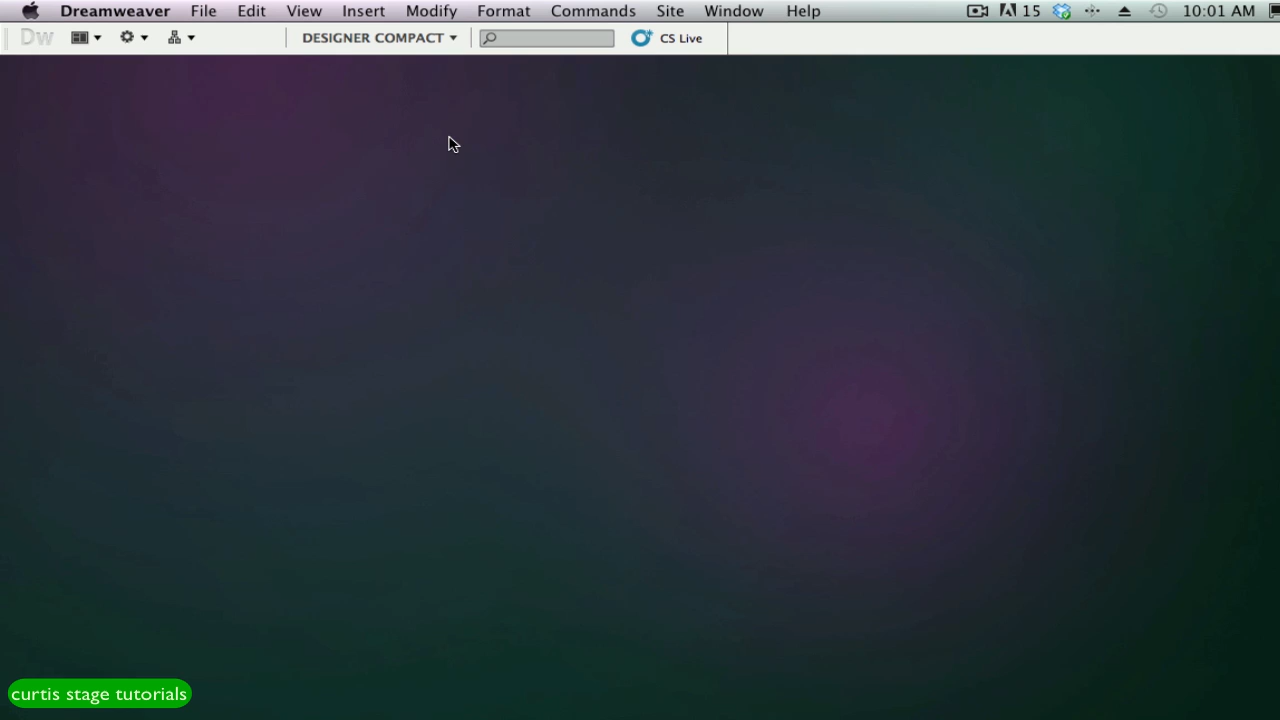 Dreamweaver File Edit View Insert Modify Format Commands Site Window Help 15 10:01 AM
Dw DESIGNER COMPACT CS Live
curtis stage tutorials